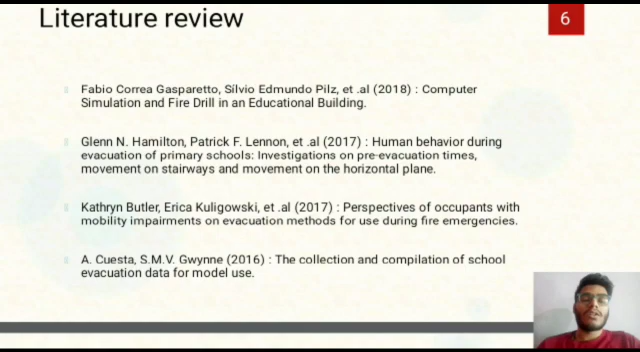 Literature review
6
Fabio Correa Gasparetto, Sílvio Edmundo Pilz, et .al (2018) : Computer
Simulation and Fire Drill in an Educational Building.
Glenn N. Hamilton, Patrick F. Lennon, et .al (2017) : Human behavior during
evacuation of primary schools: Investigations on pre-evacuation times,
movement on stairways and movement on the horizontal plane.
Kathryn Butler, Erica Kuligowski, et .al (2017) : Perspectives of occupants with
mobility impairments on evacuation methods for use during fire emergencies.
A. Cuesta, S.M.V. Gwynne (2016) : The collection and compilation of school
evacuation data for model use.